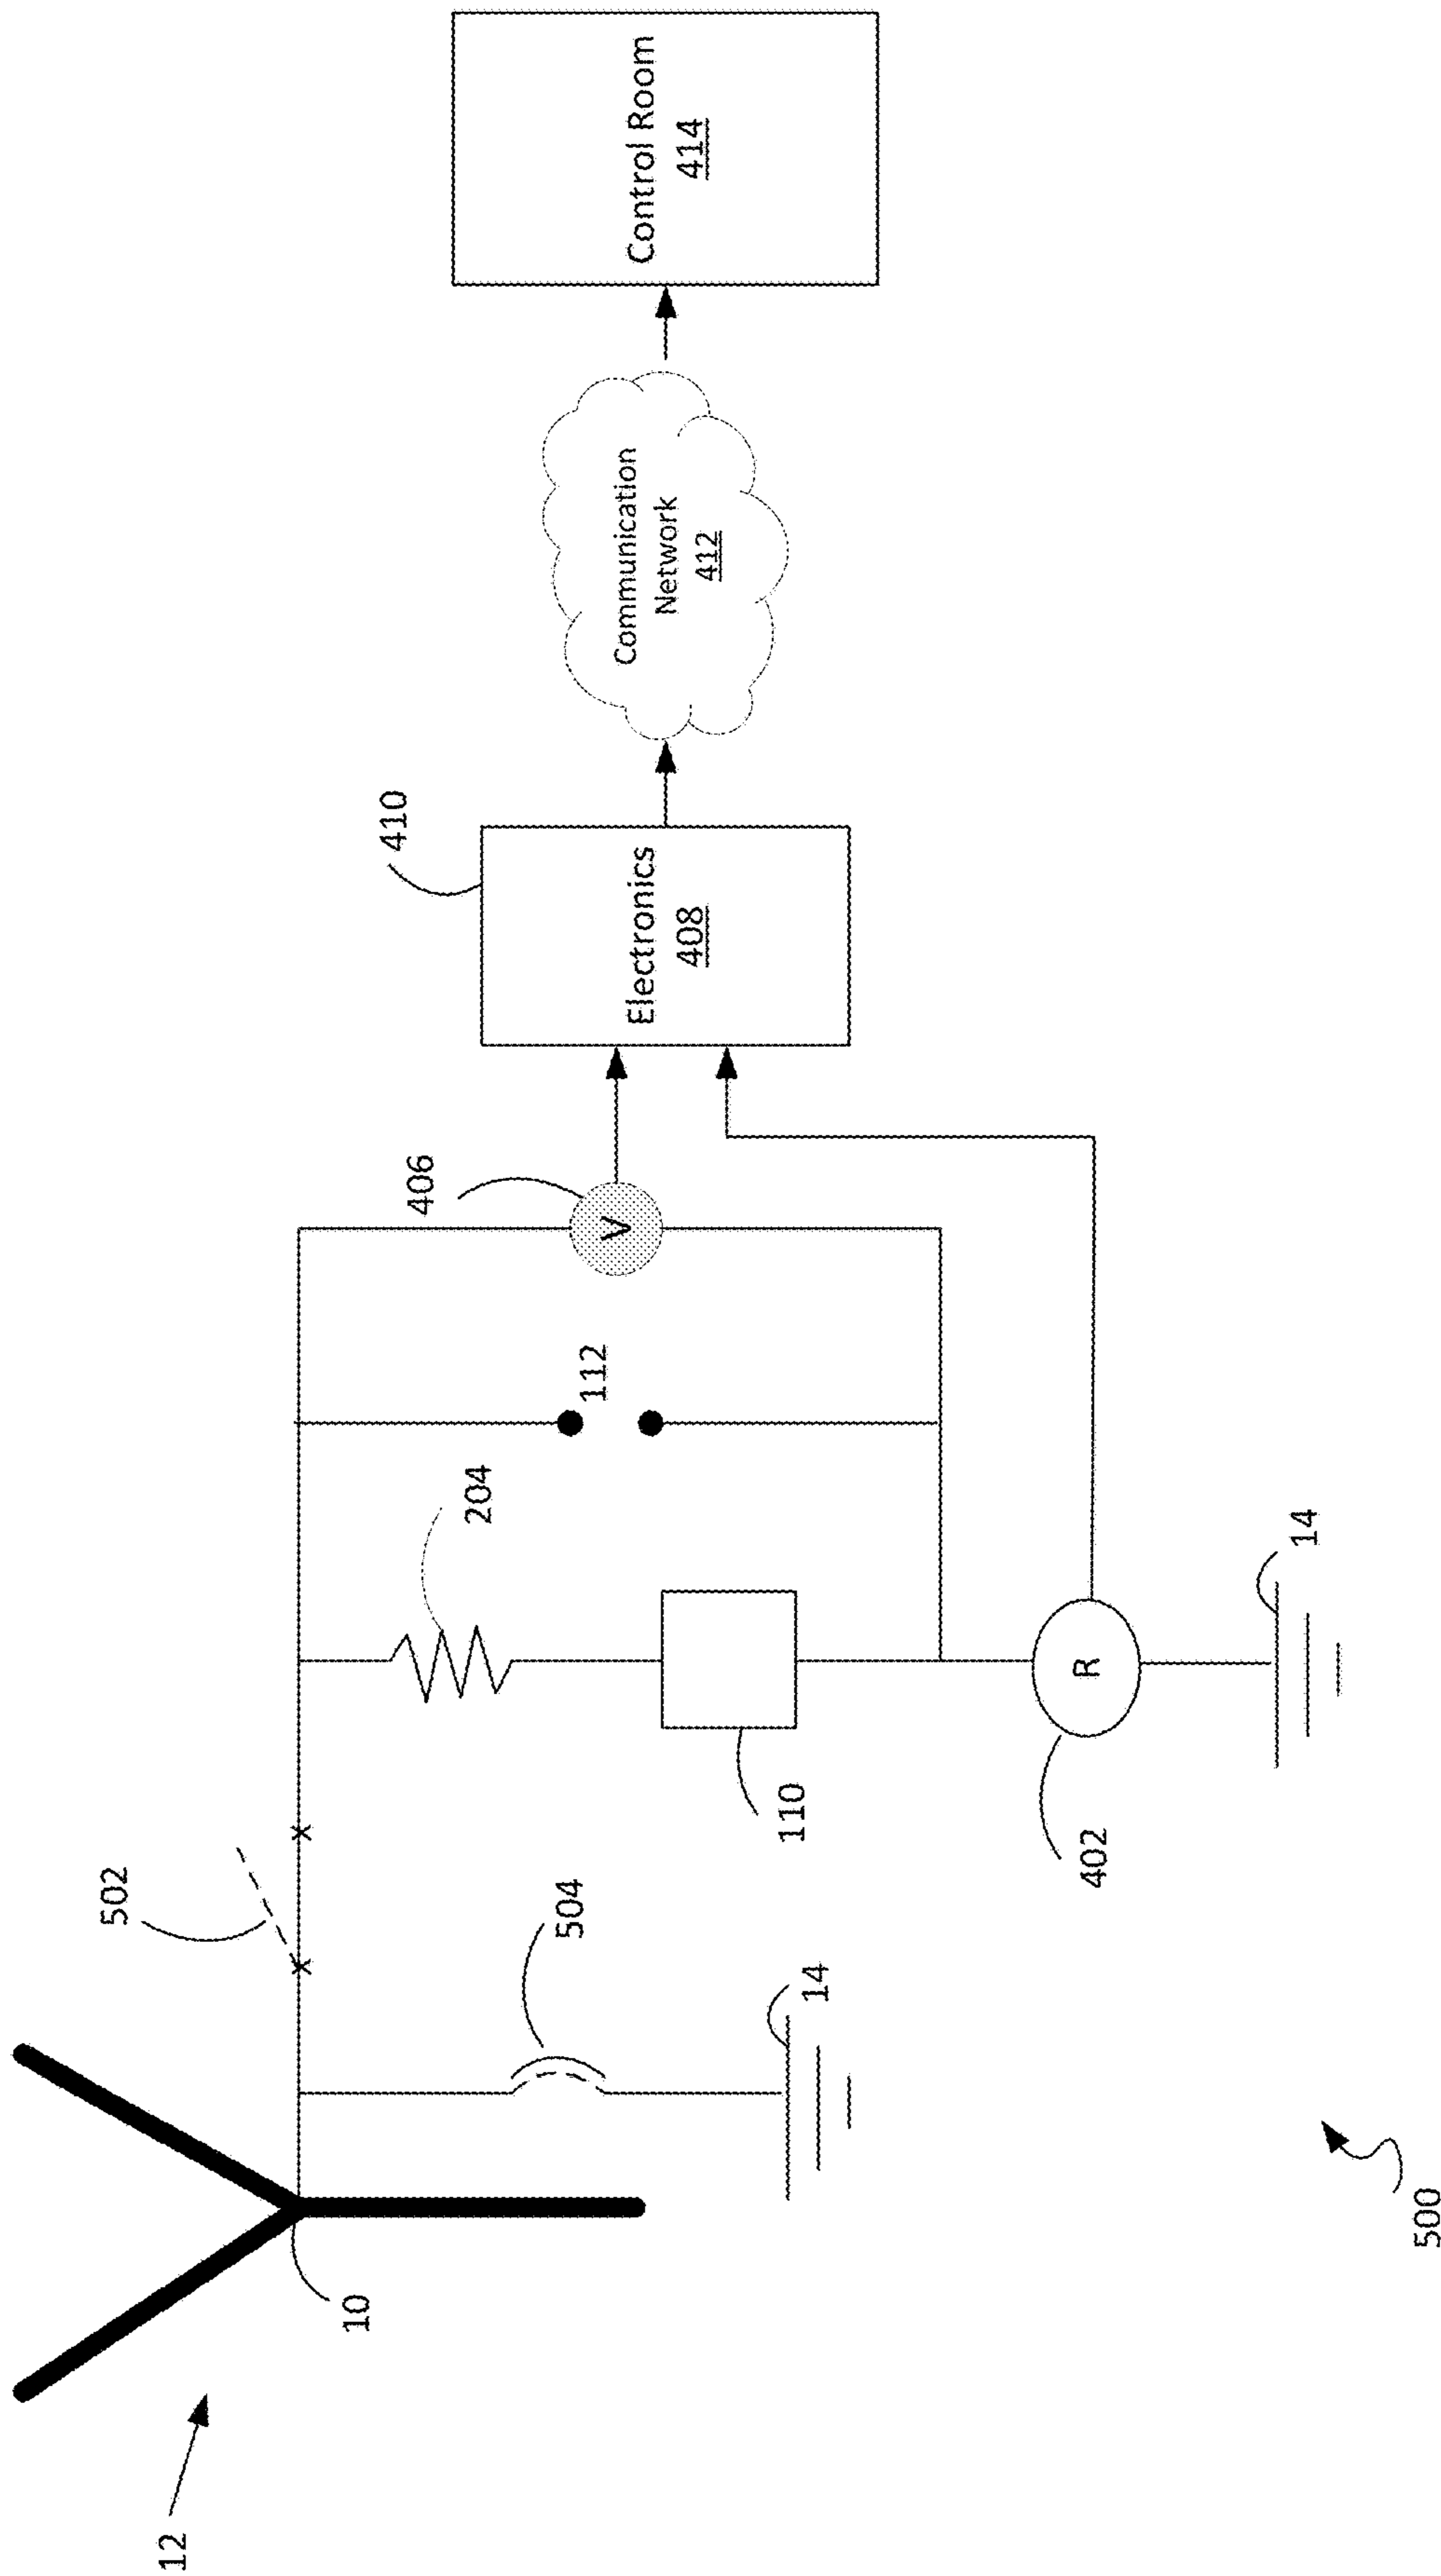 12
10
502
504
14
204
112
406
V
110
402
R
14
410
Electronics
408
Communication
Network
412
Control Room
414
500